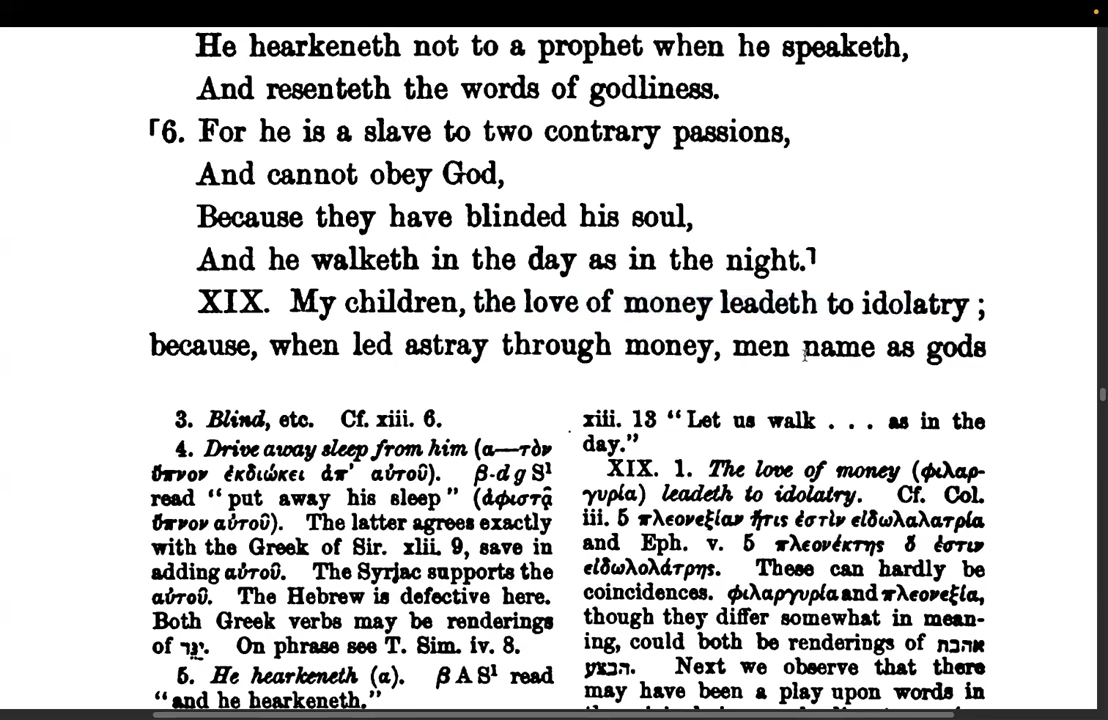 He hearkeneth not to a prophet when he speaketh,
And resenteth the words of godliness.
⌜6. For he is a slave to two contrary passions,
And cannot obey God,
Because they have blinded his soul,
And he walketh in the day as in the night.⌝
XIX. My children, the love of money leadeth to idolatry ;
because, when led astray through money, men name as gods
3. Blind, etc. Cf. xiii. 6.
4. Drive away sleep from him (α—τὸν
ὕπνον ἐκδιώκει ἀπ' αὐτοῦ). β-d g S¹
read "put away his sleep" (ἀφιστᾷ
ὕπνον αὐτοῦ). The latter agrees exactly
with the Greek of Sir. xlii. 9, save in
adding αὐτοῦ. The Syriac supports the
αὐτοῦ. The Hebrew is defective here.
Both Greek verbs may be renderings
of יניד. On phrase see T. Sim. iv. 8.
5. He hearkeneth (α). β A S¹ read
"and he hearkeneth."
xiii. 13 "Let us walk . . . as in the
day."
XIX. 1. The love of money (φιλαρ-
γυρία) leadeth to idolatry. Cf. Col.
iii. 5 πλεονεξίαν ἥτις ἐστὶν εἰδωλαλατρία
and Eph. v. 5 πλεονέκτης ὅ ἐστιν
εἰδωλολάτρης. These can hardly be
coincidences. φιλαργυρία and πλεονεξία,
though they differ somewhat in mean-
ing, could both be renderings of אהבת
הבצע. Next we observe that there
may have been a play upon words in